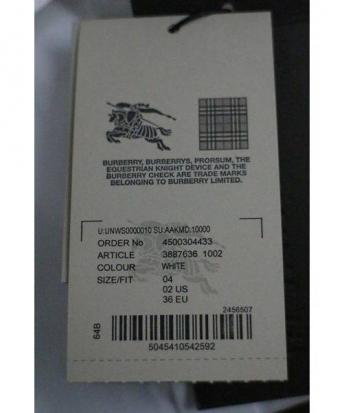 BURBERRY, BURBERRYS, PRORSUM, THE
EQUESTRIAN KNIGHT DEVICE AND THE
BURBERRY CHECK ARE TRADE MARKS
BELONGING TO BURBERRY LIMITED.
U:UNWS0000010 SU:AAKMD:10000
ORDER No 4500304433
ARTICLE 3887636 1002
COLOUR WHITE
SIZE/FIT 04
02 US
36 EU
2456507
64B
5045410542592